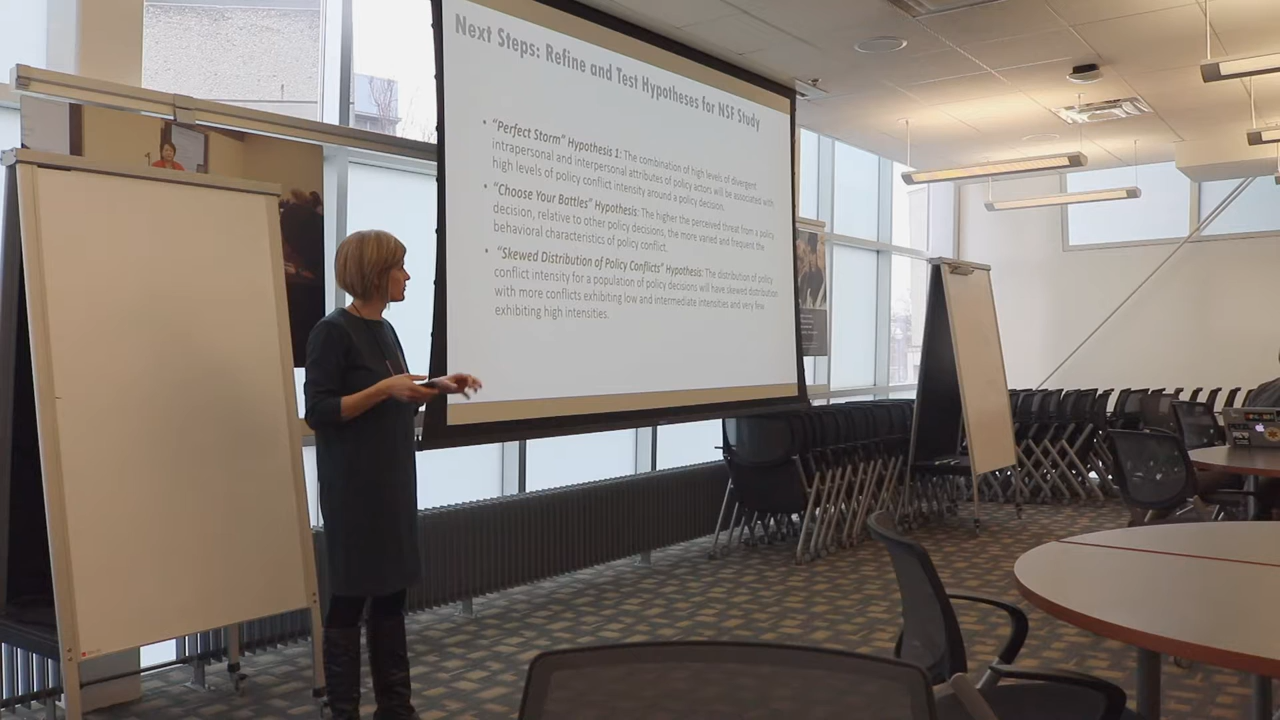 Next Steps: Refine and Test Hypotheses for NSF Study
• "Perfect Storm" Hypothesis 1: The combination of high levels of divergent
intrapersonal and interpersonal attributes of policy actors will be associated with
high levels of policy conflict intensity around a policy decision.
• "Choose Your Battles" Hypothesis: The higher the perceived threat from a policy
decision, relative to other policy decisions, the more varied and frequent the
behavioral characteristics of policy conflict.
• "Skewed Distribution of Policy Conflicts" Hypothesis: The distribution of policy
conflict intensity for a population of policy decisions will have skewed distribution
with more conflicts exhibiting low and intermediate intensities and very few
exhibiting high intensities.